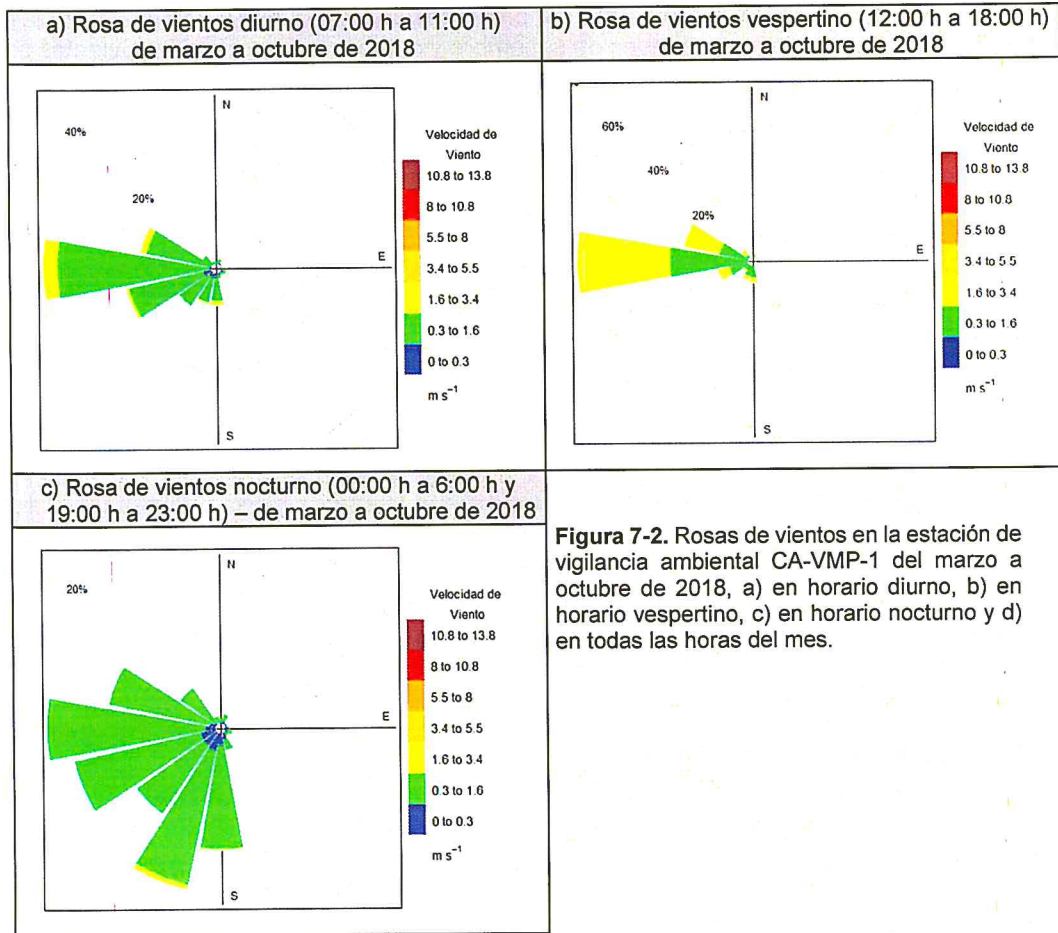 a) Rosa de vientos diurno (07:00 h a 11:00 h)
de marzo a octubre de 2018
N
40%
20%
E
S
Velocidad de
Viento
10.8 to 13.8
8 to 10.8
5.5 to 8
3.4 to 5.5
1.6 to 3.4
0.3 to 1.6
0 to 0.3
m s⁻¹
b) Rosa de vientos vespertino (12:00 h a 18:00 h)
de marzo a octubre de 2018
N
60%
40%
20%
E
S
Velocidad de
Viento
10.8 to 13.8
8 to 10.8
5.5 to 8
3.4 to 5.5
1.6 to 3.4
0.3 to 1.6
0 to 0.3
m s⁻¹
c) Rosa de vientos nocturno (00:00 h a 6:00 h y
19:00 h a 23:00 h) – de marzo a octubre de 2018
N
20%
E
S
Velocidad de
Viento
10.8 to 13.8
8 to 10.8
5.5 to 8
3.4 to 5.5
1.6 to 3.4
0.3 to 1.6
0 to 0.3
m s⁻¹
Figura 7-2. Rosas de vientos en la estación de
vigilancia ambiental CA-VMP-1 del marzo a
octubre de 2018, a) en horario diurno, b) en
horario vespertino, c) en horario nocturno y d)
en todas las horas del mes.